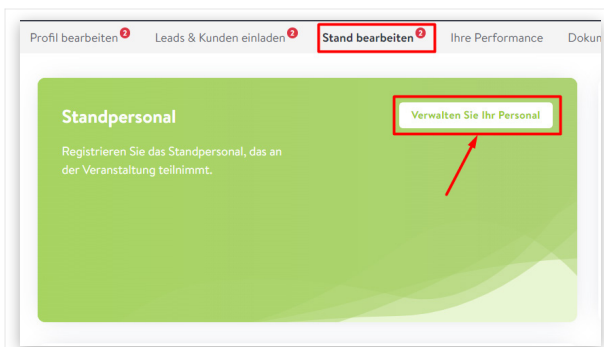 Profil bearbeiten 2 Leads & Kunden einladen 2 Stand bearbeiten 2 Ihre Performance Dokum
Standpersonal
Verwalten Sie Ihr Personal
Registrieren Sie das Standpersonal, das an
der Veranstaltung teilnimmt.